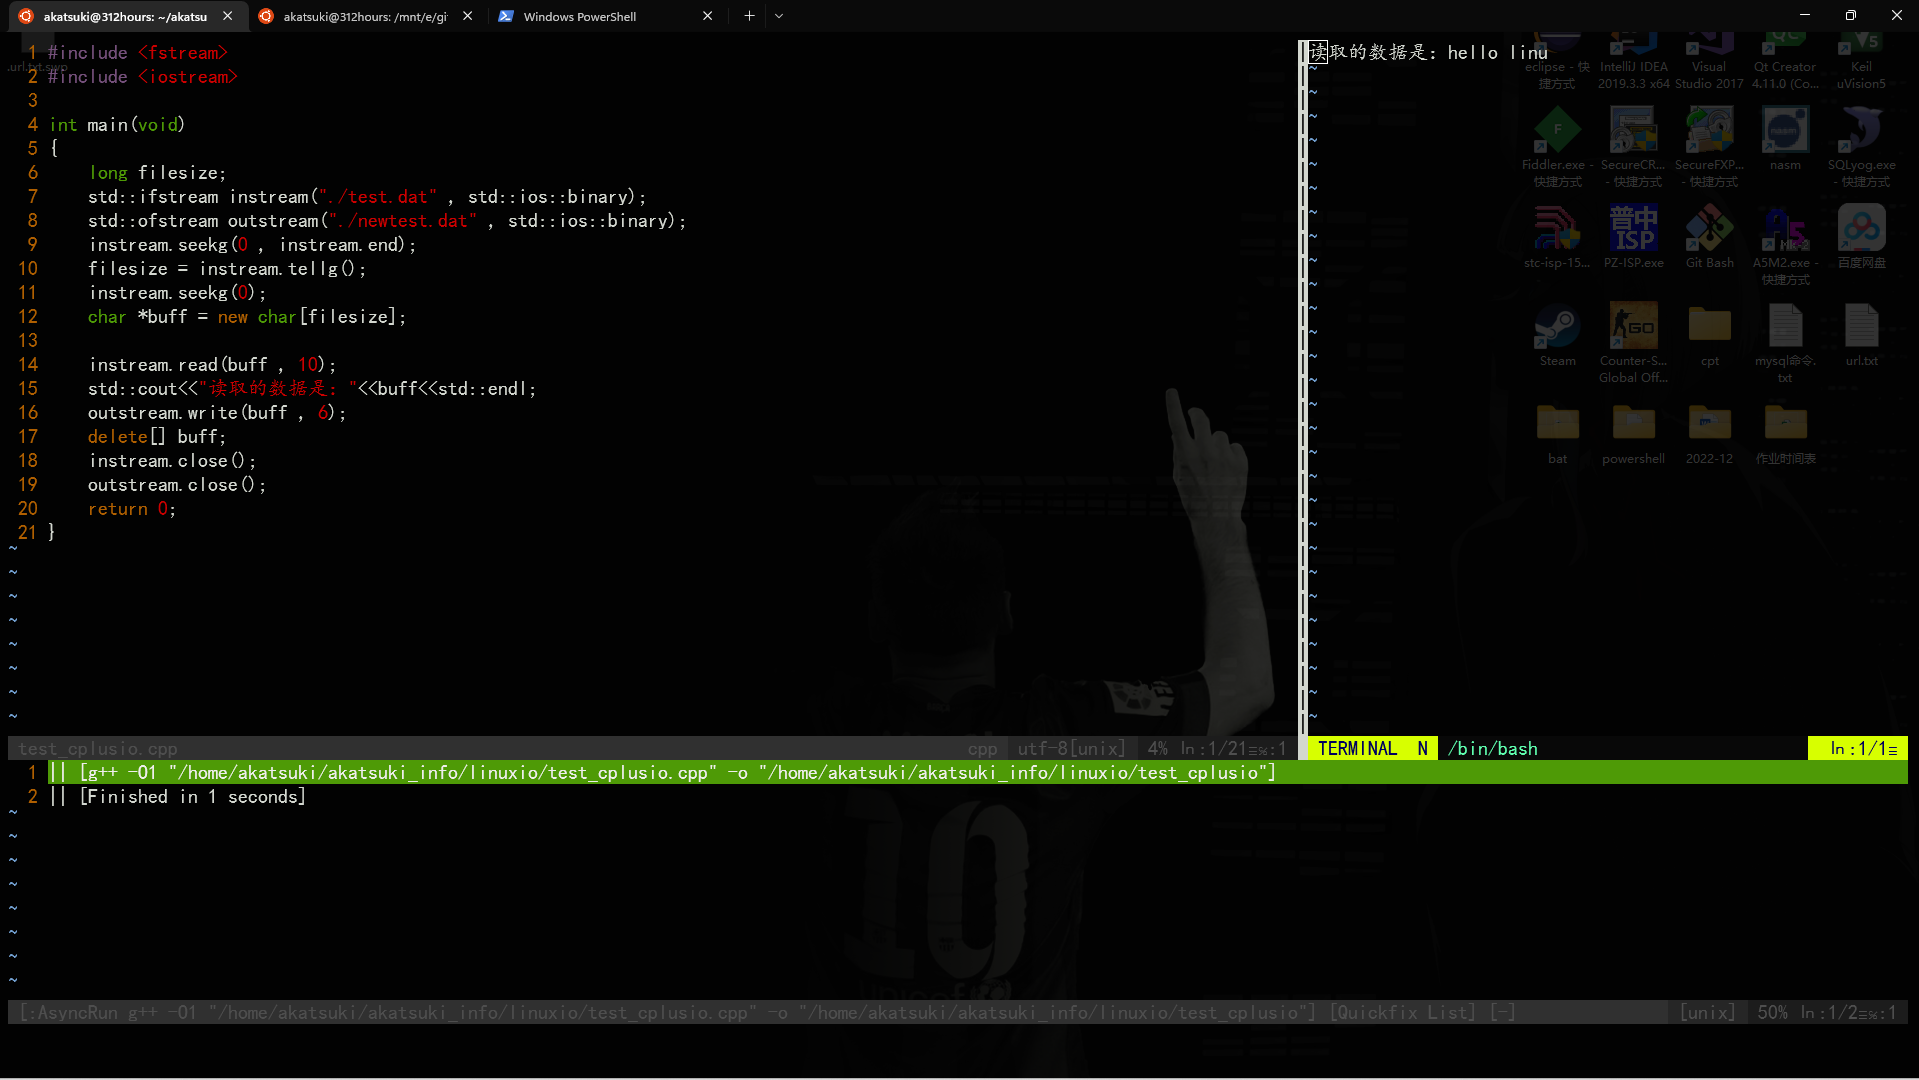 akatsuki@312hours: ~/akatsu
akatsuki@312hours: /mnt/e/gi
Windows PowerShell
1 #include <fstream>
2 #include <iostream>
3
4 int main(void)
5 {
6     long filesize;
7     std::ifstream instream("./test.dat" , std::ios::binary);
8     std::ofstream outstream("./newtest.dat" , std::ios::binary);
9     instream.seekg(0 , instream.end);
10     filesize = instream.tellg();
11     instream.seekg(0);
12     char *buff = new char[filesize];
13
14     instream.read(buff , 10);
15     std::cout<<"读取的数据是: "<<buff<<std::endl;
16     outstream.write(buff , 6);
17     delete[] buff;
18     instream.close();
19     outstream.close();
20     return 0;
21 }
.url.txt.swp
读取的数据是: hello linu
eclipse - 快捷方式
IntelliJ IDEA 2019.3.3 x64
Visual Studio 2017
Qt Creator 4.11.0 (Co...
Keil uVision5
Fiddler.exe - 快捷方式
SecureCR... - 快捷方式
SecureFXP... - 快捷方式
nasm
SQLyog.exe - 快捷方式
普中 ISP
stc-isp-15...
PZ-ISP.exe
Git Bash
A5M2.exe - 快捷方式
百度网盘
Steam
Counter-S... Global Off...
cpt
mysql命令.txt
url.txt
bat
powershell
2022-12
作业时间表
test_cplusio.cpp cpp utf-8[unix] 4% ln:1/21≡%:1
TERMINAL N /bin/bash ln:1/1≡
1 || [g++ -O1 "/home/akatsuki/akatsuki_info/linuxio/test_cplusio.cpp" -o "/home/akatsuki/akatsuki_info/linuxio/test_cplusio"]
2 || [Finished in 1 seconds]
10
[:AsyncRun g++ -O1 "/home/akatsuki/akatsuki_info/linuxio/test_cplusio.cpp" -o "/home/akatsuki/akatsuki_info/linuxio/test_cplusio"] [Quickfix List] [-] [unix] 50% ln:1/2≡%:1